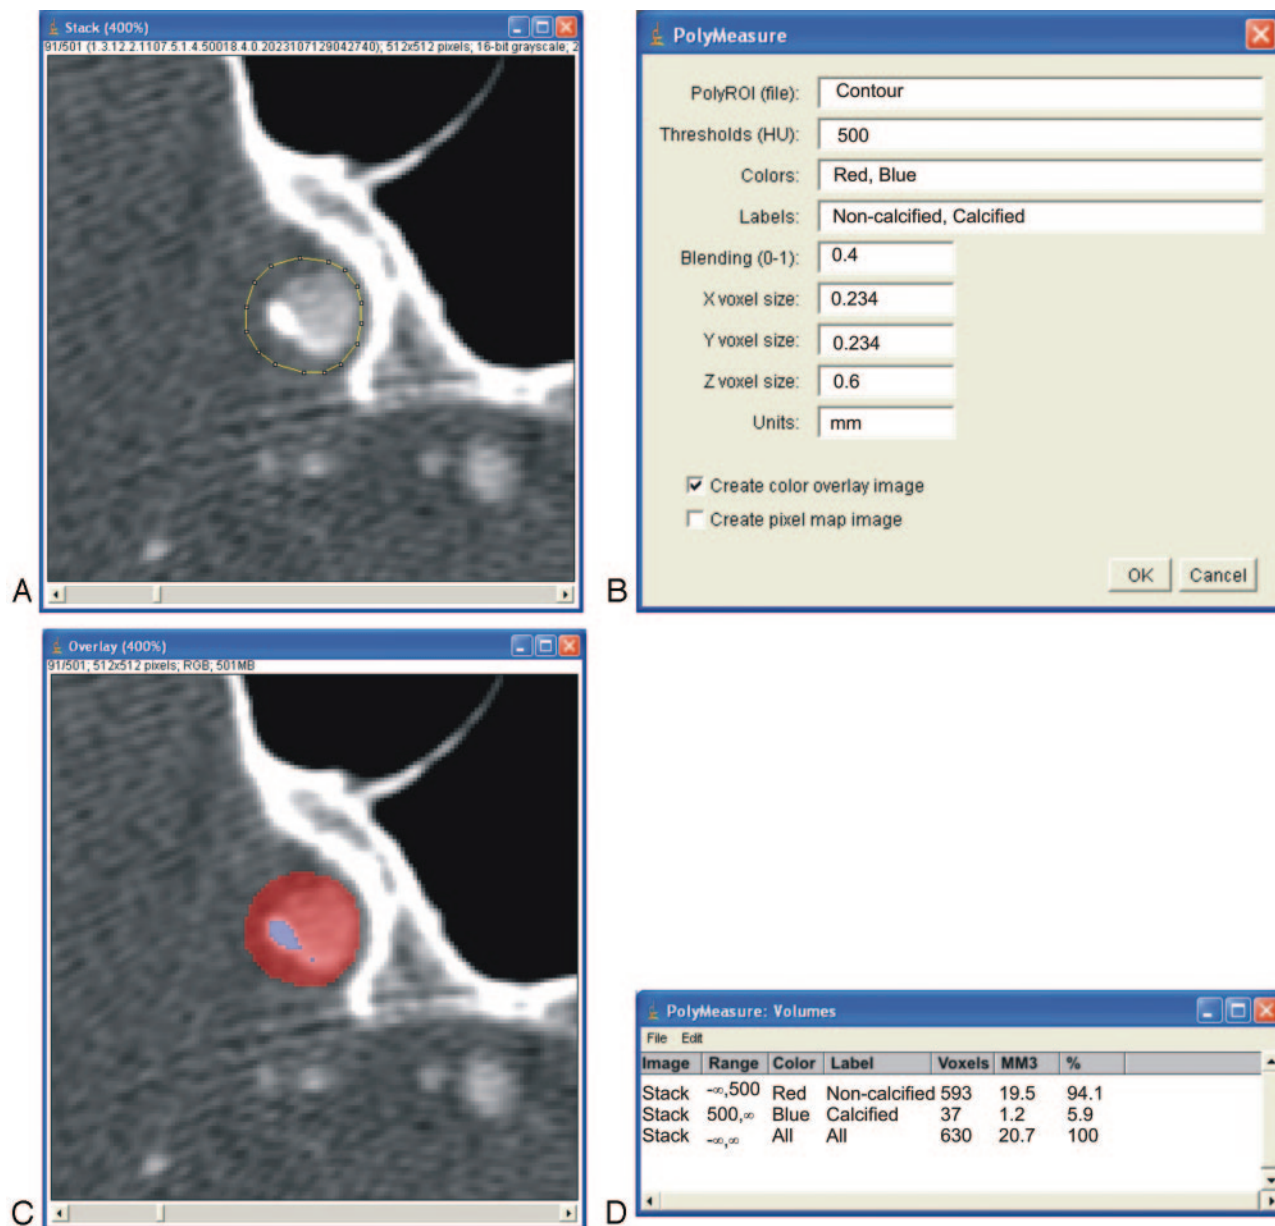 Stack (400%)
91/501 (1.3.12.2.1107.5.1.4.50018.4.0.2023107129042740); 512x512 pixels; 16-bit grayscale; 2
A
PolyMeasure
PolyROI (file): Contour
Thresholds (HU): 500
Colors: Red, Blue
Labels: Non-calcified, Calcified
Blending (0-1): 0.4
X voxel size: 0.234
Y voxel size: 0.234
Z voxel size: 0.6
Units: mm
Create color overlay image
Create pixel map image
OK Cancel
B
Overlay (400%)
91/501; 512x512 pixels; RGB; 501MB
C
PolyMeasure: Volumes
File Edit
Image Range Color Label Voxels MM3 %
Stack -∞,500 Red Non-calcified 593 19.5 94.1
Stack 500,∞ Blue Calcified 37 1.2 5.9
Stack -∞,∞ All All 630 20.7 100
D